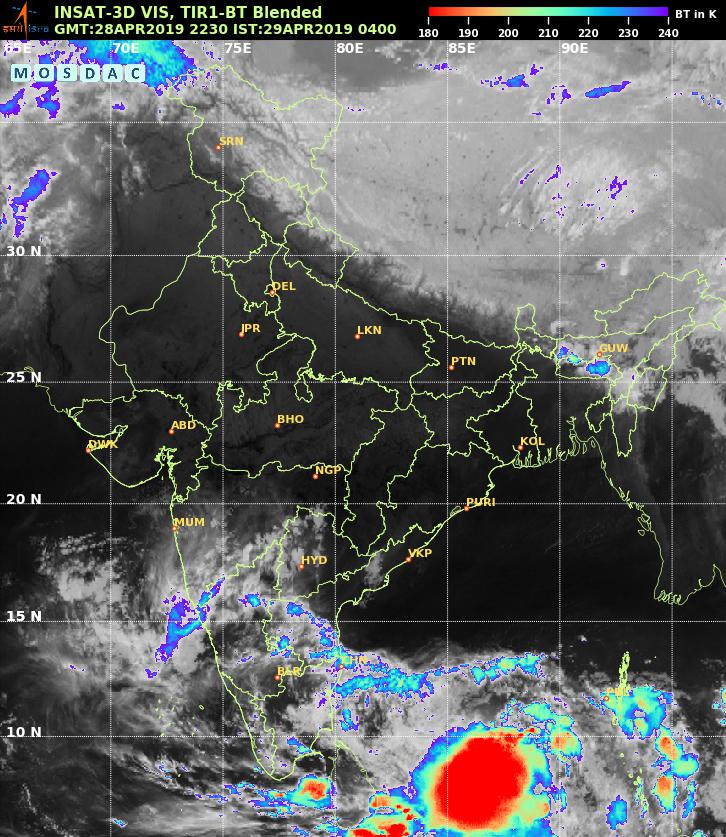 INSAT-3D VIS, TIR1-BT Blended
GMT:28APR2019 2230 IST:29APR2019 0400
BT in K
180 190 200 210 220 230 240
65E 70E 75E 80E 85E 90E
MOSDAC
SRN
30 N
DEL
JPR LKN
GUW
PTN
25 N
ABD BHO
DWK KOL
NGP
20 N PURI
MUM
HYD VKP
15 N
BLR
10 N